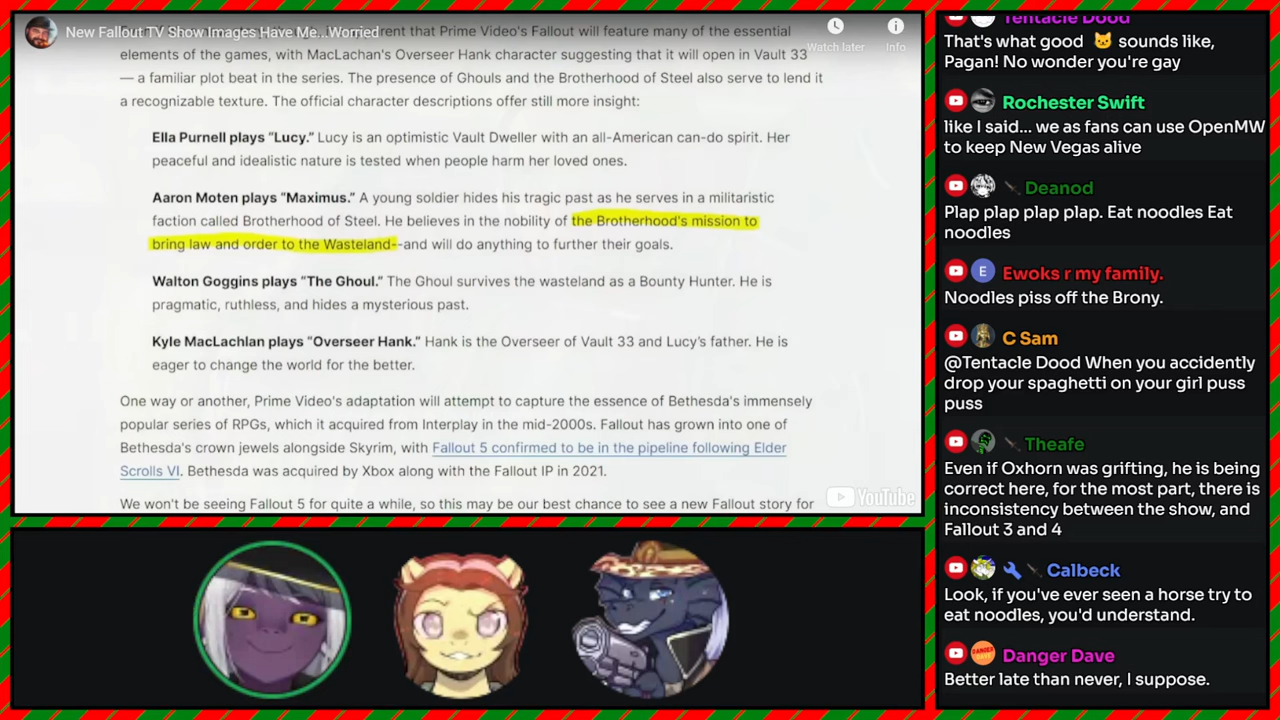 New Fallout TV Show Images Have Me...Worried
rent that Prime Video's Fallout will feature many of the essential
elements of the games, with MacLachan's Overseer Hank character suggesting that it will open in Vault 33
— a familiar plot beat in the series. The presence of Ghouls and the Brotherhood of Steel also serve to lend it
a recognizable texture. The official character descriptions offer still more insight:
Watch later
Info
Ella Purnell plays “Lucy.” Lucy is an optimistic Vault Dweller with an all-American can-do spirit. Her
peaceful and idealistic nature is tested when people harm her loved ones.
Aaron Moten plays “Maximus.” A young soldier hides his tragic past as he serves in a militaristic
faction called Brotherhood of Steel. He believes in the nobility of the Brotherhood's mission to
bring law and order to the Wasteland--and will do anything to further their goals.
Walton Goggins plays “The Ghoul.” The Ghoul survives the wasteland as a Bounty Hunter. He is
pragmatic, ruthless, and hides a mysterious past.
Kyle MacLachlan plays “Overseer Hank.” Hank is the Overseer of Vault 33 and Lucy’s father. He is
eager to change the world for the better.
One way or another, Prime Video's adaptation will attempt to capture the essence of Bethesda's immensely
popular series of RPGs, which it acquired from Interplay in the mid-2000s. Fallout has grown into one of
Bethesda's crown jewels alongside Skyrim, with Fallout 5 confirmed to be in the pipeline following Elder
Scrolls VI. Bethesda was acquired by Xbox along with the Fallout IP in 2021.
We won't be seeing Fallout 5 for quite a while, so this may be our best chance to see a new Fallout story for
YouTube
Tentacle Dood
That's what good 🐱 sounds like,
Pagan! No wonder you're gay
Rochester Swift
like I said... we as fans can use OpenMW
to keep New Vegas alive
Deanod
Plap plap plap plap. Eat noodles Eat
noodles
E
Ewoks r my family.
Noodles piss off the Brony.
C Sam
@Tentacle Dood When you accidently
drop your spaghetti on your girl puss
puss
Theafe
Even if Oxhorn was grifting, he is being
correct here, for the most part, there is
inconsistency between the show, and
Fallout 3 and 4
Calbeck
Look, if you've ever seen a horse try to
eat noodles, you'd understand.
DANGER DAVE
Danger Dave
Better late than never, I suppose.